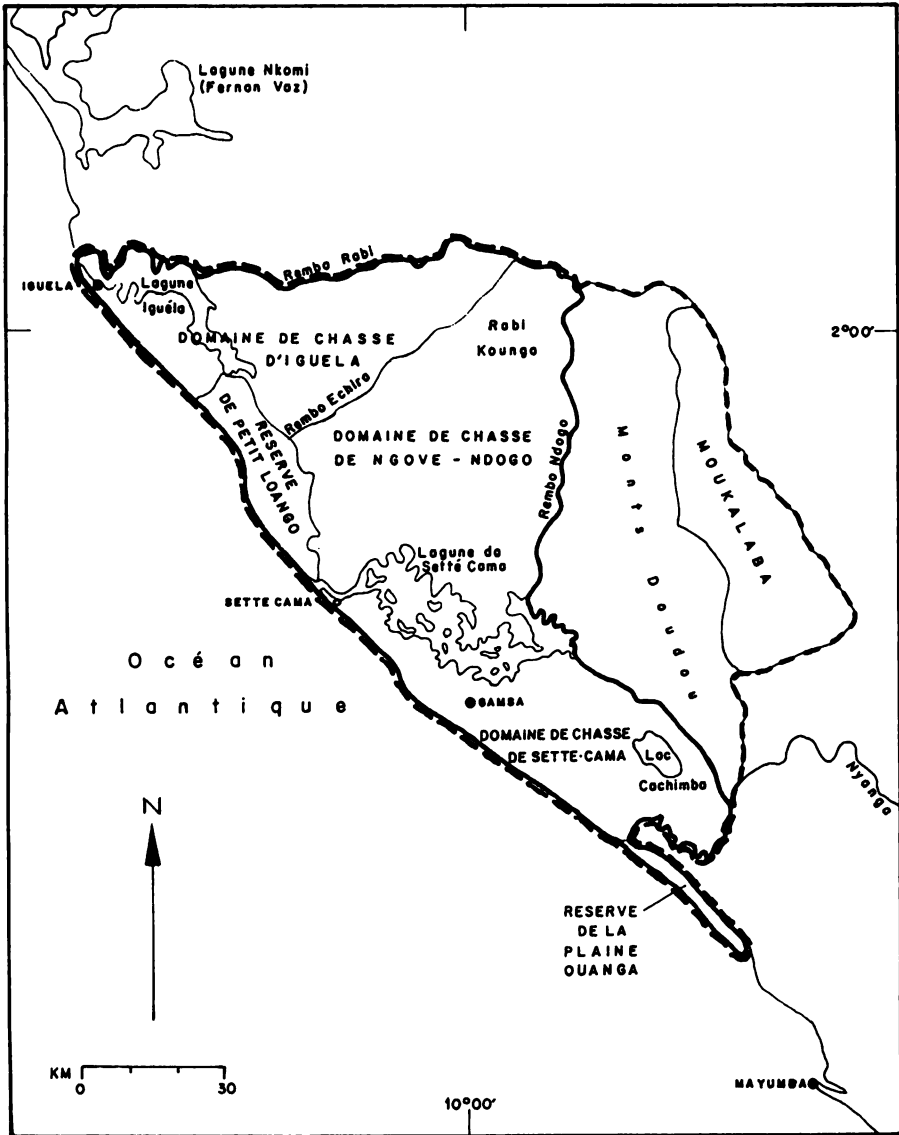 Lagune Nkomi
(Fernan Vaz)
Rembo Rabi
IGUELA
Lagune
Iguéla
2°00'
DOMAINE DE CHASSE
D'IGUELA
Rabi
Kounga
Rembo Echira
RESERVE
DE PETIT LOANGO
DOMAINE DE CHASSE
DE NGOVE - NDOGO
Rembo Ndogo
Monts Doudou
MOUKALABA
Lagune de
Setté Cama
SETTE CAMA
Océan
Atlantique
GAMBA
DOMAINE DE CHASSE
DE SETTE-CAMA
Lac
Cachimba
Nyanga
N
RESERVE
DE LA
PLAINE
OUANGA
KM
0 30
MAYUMBA
10°00'